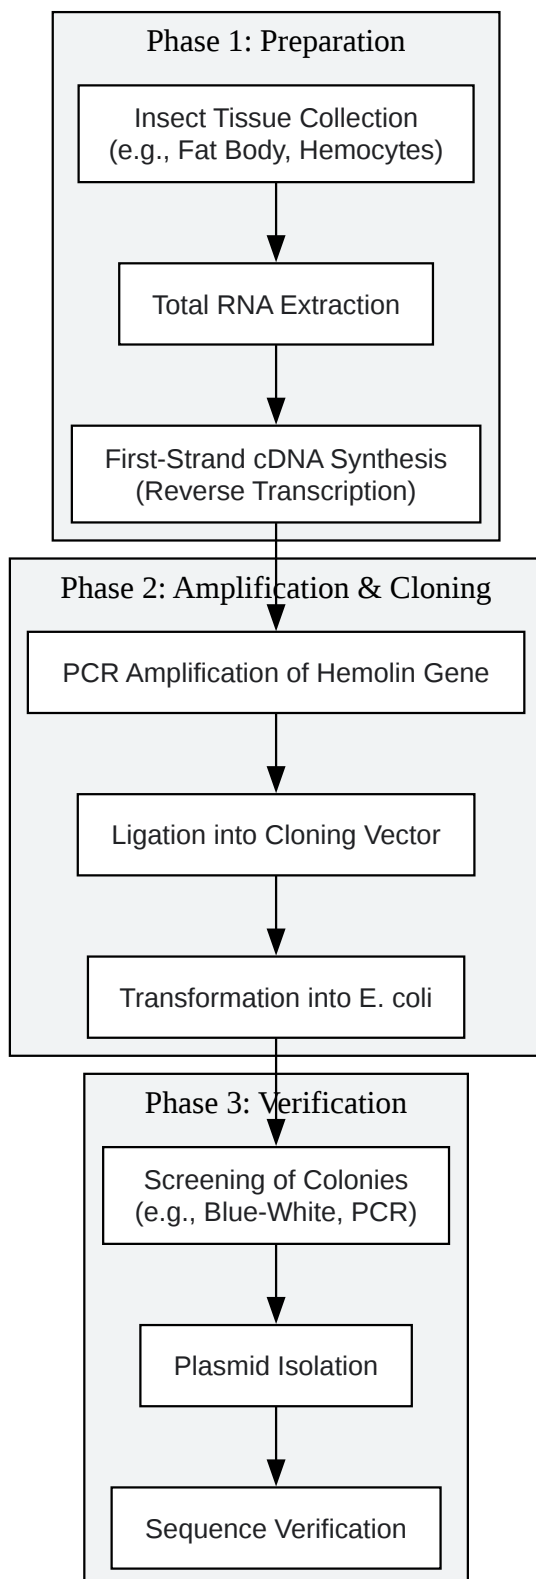 Phase 1: Preparation
Insect Tissue Collection
(e.g., Fat Body, Hemocytes)
Total RNA Extraction
First-Strand cDNA Synthesis
(Reverse Transcription)
Phase 2: Amplification & Cloning
PCR Amplification of Hemolin Gene
Ligation into Cloning Vector
Transformation into E. coli
Phase 3: Verification
Screening of Colonies
(e.g., Blue-White, PCR)
Plasmid Isolation
Sequence Verification